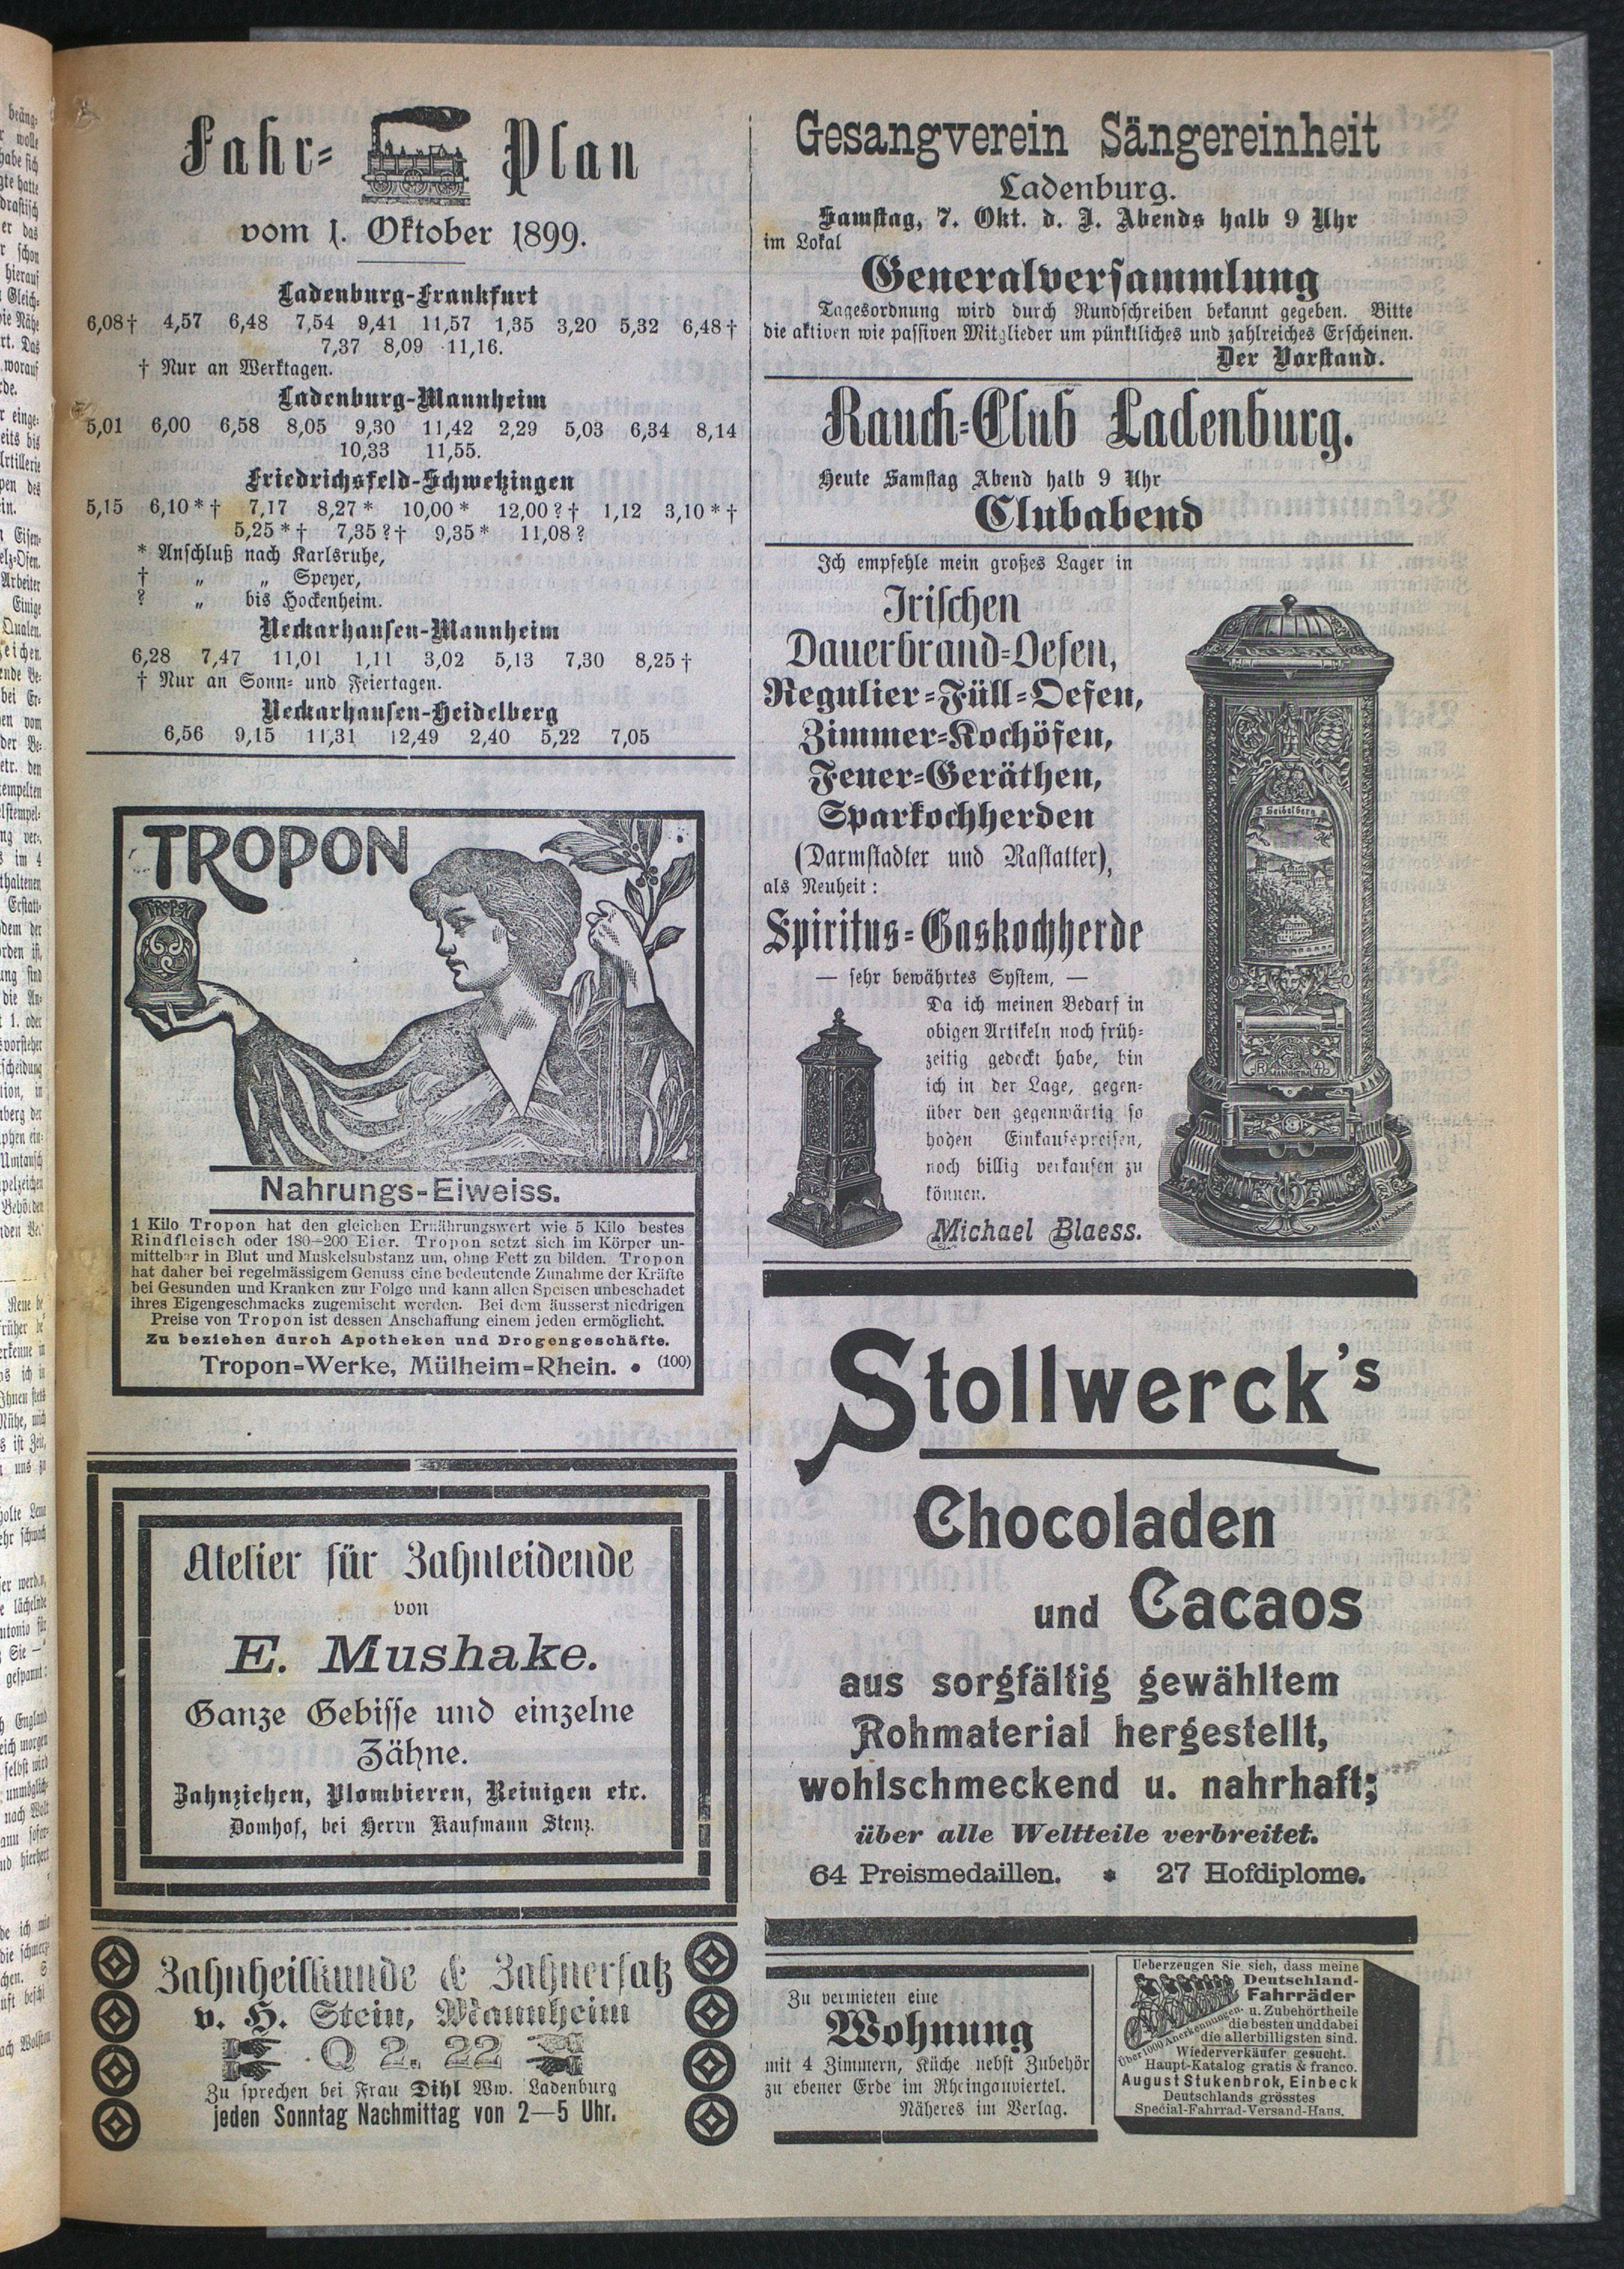 Fahr-Plan
vom 1. Oktober 1899.
Ladenburg-Frankfurt
6,08† 4,57 6,48 7,54 9,41 11,57 1,35 3,20 5,32 6,48†
7,37 8,09 11,16.
† Nur an Werktagen.
Ladenburg-Mannheim
5,01 6,00 6,58 8,05 9,30 11,42 2,29 5,03 6,34 8,14
10,33 11,55.
Friedrichsfeld-Schwetzingen
5,15 6,10*† 7,17 8,27* 10,00* 12,00?† 1,12 3,10*†
5,25*† 7,35?† 9,35* 11,08?
* Anschluß nach Karlsruhe,
† „ „ Speyer,
? „ bis Hockenheim.
Neckarhausen-Mannheim
6,28 7,47 11,01 1,11 3,02 5,13 7,30 8,25†
† Nur an Sonn- und Feiertagen.
Neckarhausen-Heidelberg
6,56 9,15 11,31 12,49 2,40 5,22 7,05
TROPON
TROPON
Nahrungs-Eiweiss.
1 Kilo Tropon hat den gleichen Ernährungswert wie 5 Kilo bestes
Rindfleisch oder 180–200 Eier. Tropon setzt sich im Körper un-
mittelbar in Blut und Muskelsubstanz um, ohne Fett zu bilden. Tropon
hat daher bei regelmässigem Genuss eine bedeutende Zunahme der Kräfte
bei Gesunden und Kranken zur Folge und kann allen Speisen unbeschadet
ihres Eigengeschmacks zugemischt werden. Bei dem äusserst niedrigen
Preise von Tropon ist dessen Anschaffung einem jeden ermöglicht.
Zu beziehen durch Apotheken und Drogengeschäfte.
Tropon-Werke, Mülheim-Rhein. • (100)
Atelier für Zahnleidende
von
E. Mushake.
Ganze Gebisse und einzelne
Zähne.
Zahnziehen, Plombieren, Reinigen etc.
Domhof, bei Herrn Kaufmann Stenz.
Zahnheilkunde & Zahnersatz
v. H. Stein, Mannheim
Q 2. 22
Zu sprechen bei Frau Dihl Ww. Ladenburg
jeden Sonntag Nachmittag von 2—5 Uhr.
Gesangverein Sängereinheit
Ladenburg.
Samstag, 7. Okt. d. J. Abends halb 9 Uhr
im Lokal
Generalversammlung
Tagesordnung wird durch Rundschreiben bekannt gegeben. Bitte
die aktiven wie passiven Mitglieder um pünktliches und zahlreiches Erscheinen.
Der Vorstand.
Rauch-Club Ladenburg.
Heute Samstag Abend halb 9 Uhr
Clubabend
Ich empfehle mein großes Lager in
Irischen
Dauerbrand-Oefen,
Regulier-Füll-Oefen,
Zimmer-Kochöfen,
Feuer-Geräthen,
Sparkochherden
(Darmstadler und Rastatter),
als Neuheit:
Spiritus-Gaskochherde
— sehr bewährtes System, —
Da ich meinen Bedarf in
obigen Artikeln noch früh-
zeitig gedeckt habe, bin
ich in der Lage, gegen-
über den gegenwärtig so
hohen Einkaufspreisen,
noch billig verkaufen zu
können.
Michael Blaess.
Heidelberg
MANNHEIM
Stollwerck's
Chocoladen
und Cacaos
aus sorgfältig gewähltem
Rohmaterial hergestellt,
wohlschmeckend u. nahrhaft;
über alle Weltteile verbreitet.
64 Preismedaillen. * 27 Hofdiplome.
Zu vermieten eine
Wohnung
mit 4 Zimmern, Küche nebst Zubehör
zu ebener Erde im Rheingauviertel.
Näheres im Verlag.
Ueberzeugen Sie sich, dass meine
Deutschland-
Fahrräder
u. Zubehörtheile
die besten und dabei
die allerbilligsten sind.
Über 1000 Anerkennungen.
Wiederverkäufer gesucht.
Haupt-Katalog gratis & franco.
August Stukenbrok, Einbeck
Deutschlands grösstes
Special-Fahrrad-Versand-Haus.